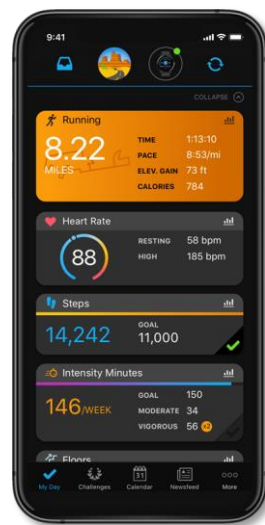 9:41
COLLAPSE
Running
8.22
MILES
TIME 1:13:10
PACE 8:53/mi
ELEV. GAIN 73 ft
CALORIES 784
Heart Rate
88
RESTING 58 bpm
HIGH 185 bpm
Steps
14,242
GOAL
11,000
Intensity Minutes
146/WEEK
GOAL 150
MODERATE 34
VIGOROUS 56 x2
Floors
31
My Day Challenges Calendar Newsfeed More